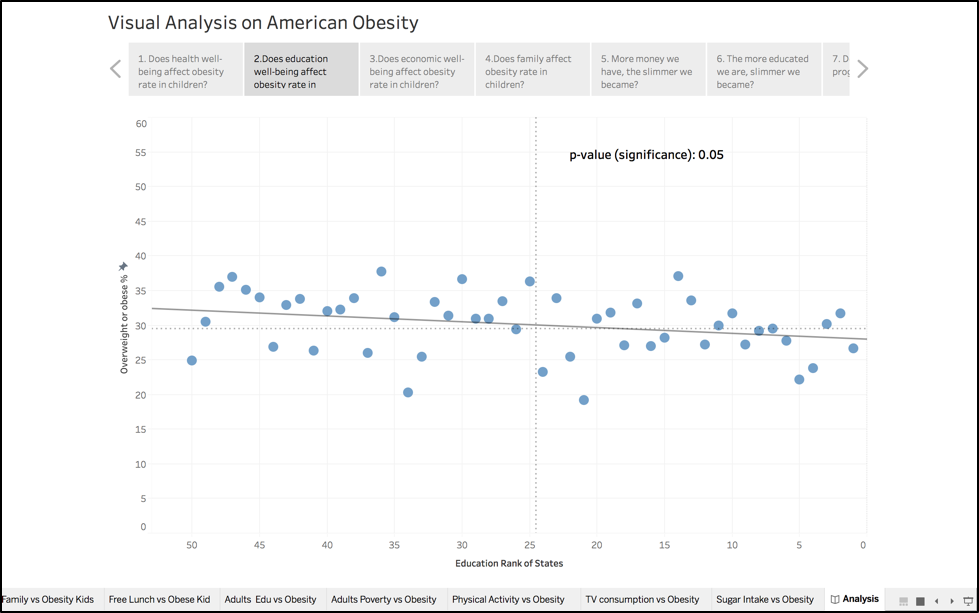 Visual Analysis on American Obesity
1. Does health well-
being affect obesity
rate in children?
2.Does education
well-being affect
obesity rate in
3.Does economic well-
being affect obesity
rate in children?
4.Does family affect
obesity rate in
children?
5. More money we
have, the slimmer we
became?
6. The more educated
we are, slimmer we
became?
7. D
prog
60
55
50
45
40
35
30
25
20
15
10
5
0
Overweight or obese %
p-value (significance): 0.05
50 45 40 35 30 25 20 15 10 5 0
Education Rank of States
Family vs Obesity Kids Free Lunch vs Obese Kid Adults Edu vs Obesity Adults Poverty vs Obesity Physical Activity vs Obesity TV consumption vs Obesity Sugar Intake vs Obesity Analysis